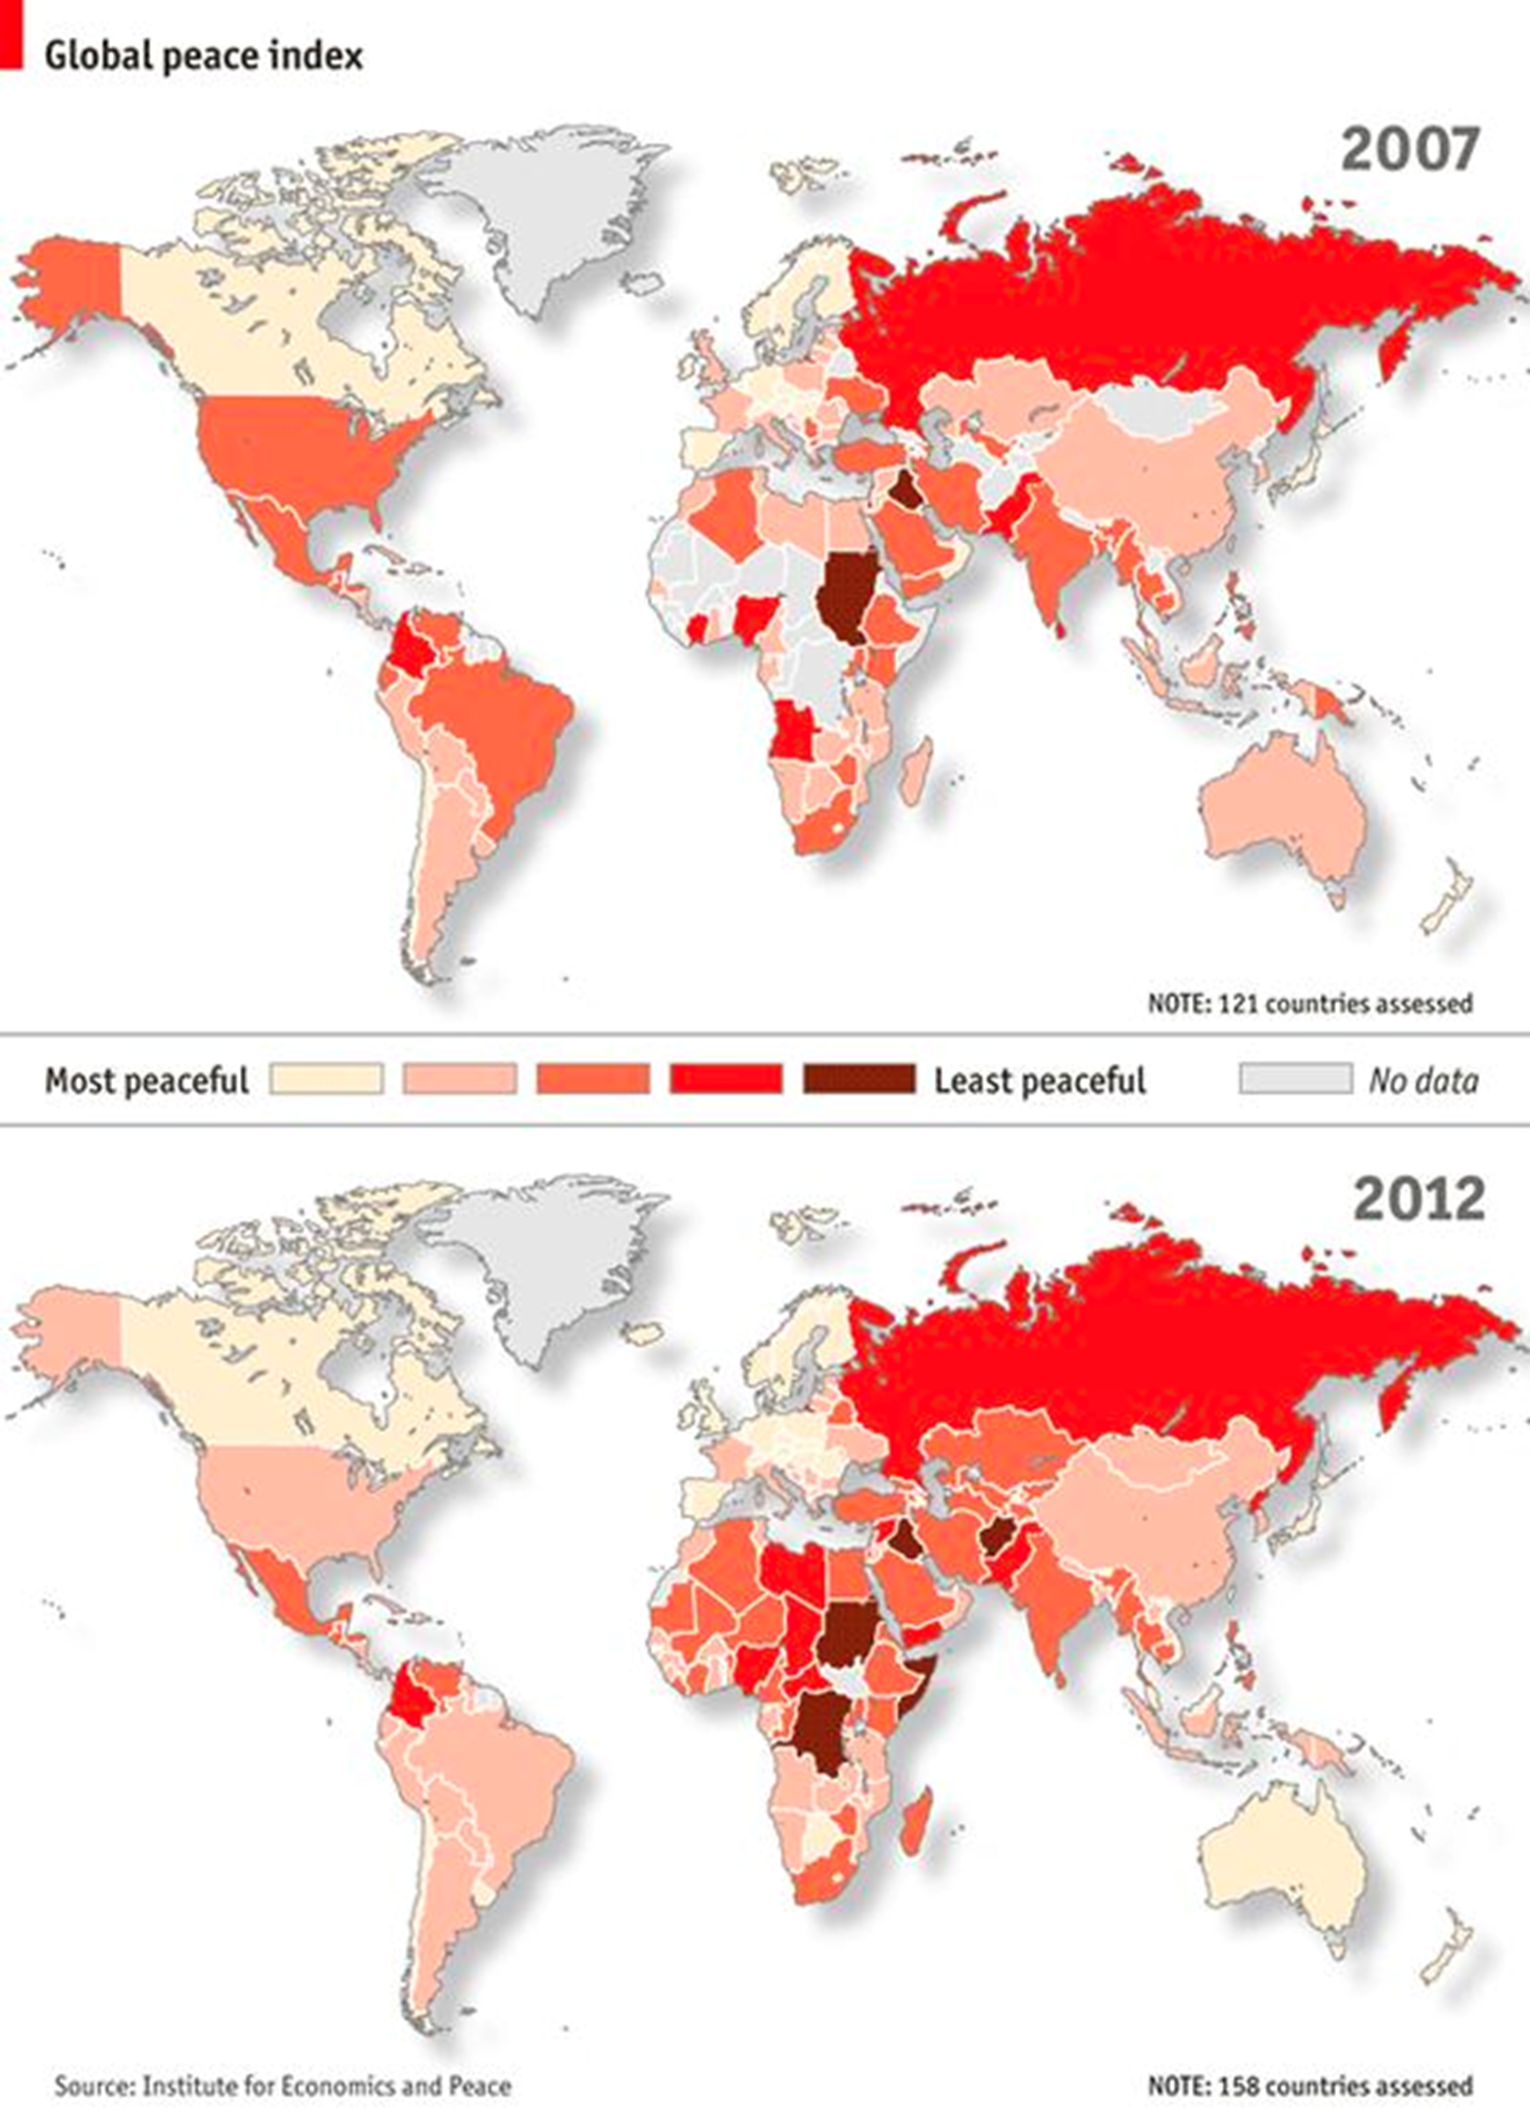 Global peace index
2007
NOTE: 121 countries assessed
Most peaceful
Least peaceful
No data
2012
Source: Institute for Economics and Peace
NOTE: 158 countries assessed